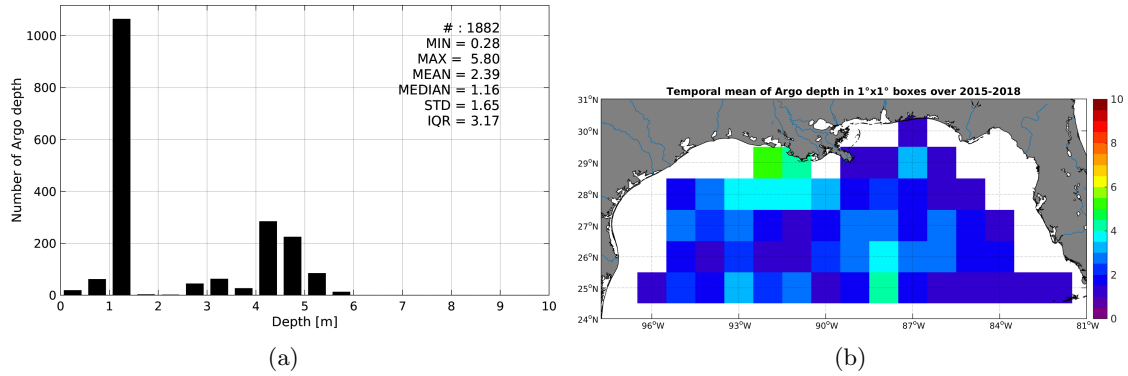 # : 1882
MIN = 0.28
MAX = 5.80
MEAN = 2.39
MEDIAN = 1.16
STD = 1.65
IQR = 3.17
Number of Argo depth
1000
800
600
400
200
0
0 1 2 3 4 5 6 7 8 9 10
Depth [m]
(a)
Temporal mean of Argo depth in 1°x1° boxes over 2015-2018
31°N
30°N
29°N
28°N
27°N
26°N
25°N
24°N
96°W 93°W 90°W 87°W 84°W 81°W
10
8
6
4
2
0
(b)